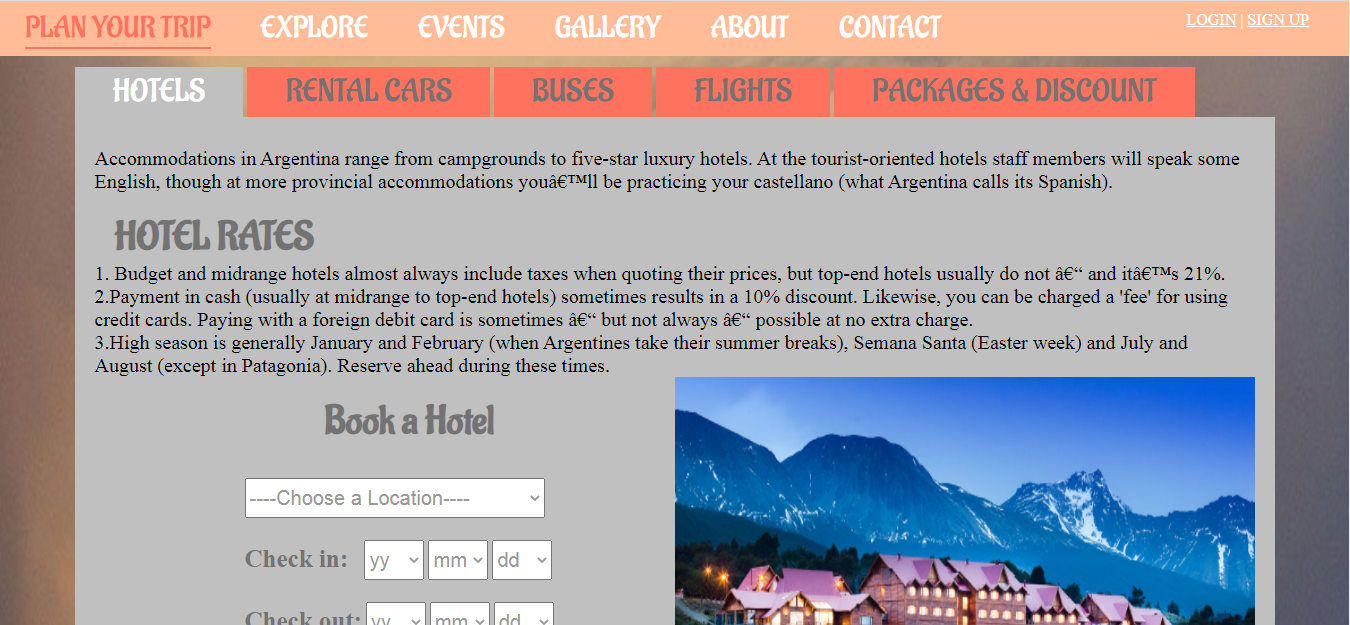 PLAN YOUR TRIP EXPLORE EVENTS GALLERY ABOUT CONTACT LOGIN | SIGN UP
HOTELS RENTAL CARS BUSES FLIGHTS PACKAGES & DISCOUNT
Accommodations in Argentina range from campgrounds to five-star luxury hotels. At the tourist-oriented hotels staff members will speak some
English, though at more provincial accommodations youâ€™ll be practicing your castellano (what Argentina calls its Spanish).
HOTEL RATES
1. Budget and midrange hotels almost always include taxes when quoting their prices, but top-end hotels usually do not â€“ and itâ€™s 21%.
2.Payment in cash (usually at midrange to top-end hotels) sometimes results in a 10% discount. Likewise, you can be charged a 'fee' for using
credit cards. Paying with a foreign debit card is sometimes â€“ but not always â€“ possible at no extra charge.
3.High season is generally January and February (when Argentines take their summer breaks), Semana Santa (Easter week) and July and
August (except in Patagonia). Reserve ahead during these times.
Book a Hotel
----Choose a Location----
Check in: yy mm dd
Check out: yy mm dd